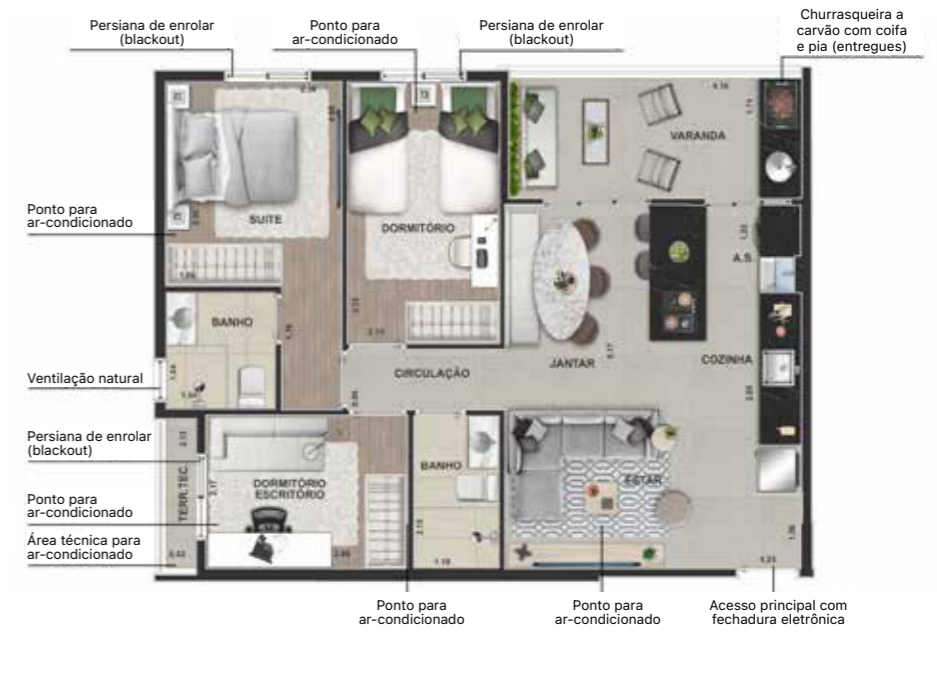 Churrasqueira a
carvão com coifa
e pia (entregues)
Persiana de enrolar
(blackout)
Ponto para
ar-condicionado
Persiana de enrolar
(blackout)
VARANDA
Ponto para
ar-condicionado
SUITE
DORMITÓRIO
A.S.
BANHO
JANTAR
COZINHA
CIRCULAÇÃO
Ventilação natural
Persiana de enrolar
(blackout)
BANHO
ESTAR
DORMITÓRIO
ESCRITÓRIO
TERR. TEC.
Ponto para
ar-condicionado
Área técnica para
ar-condicionado
Ponto para
ar-condicionado
Ponto para
ar-condicionado
Acesso principal com
fechadura eletrônica